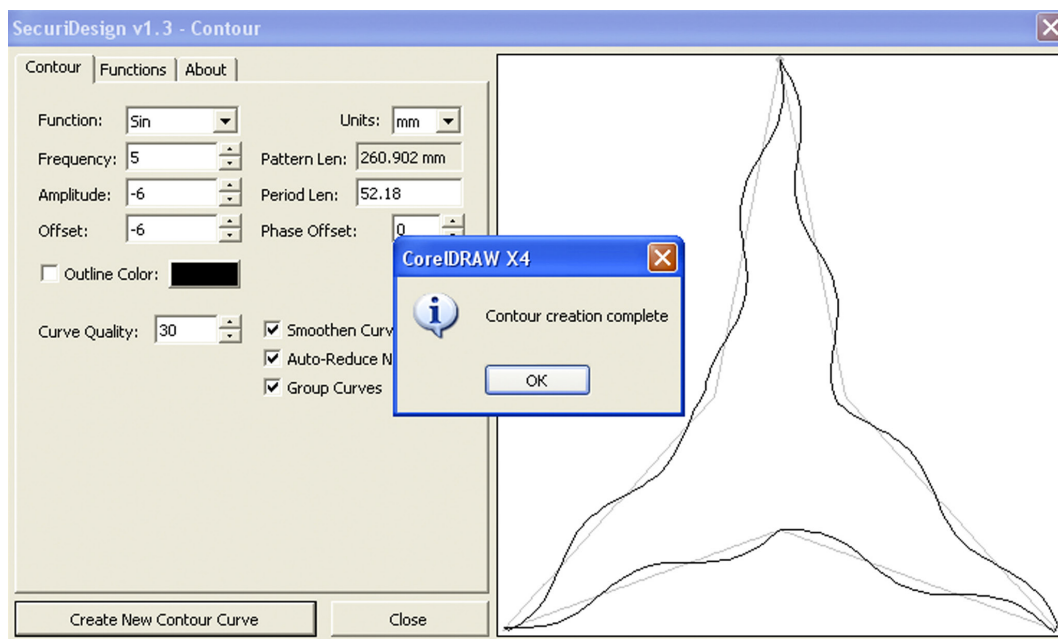 SecuriDesign v1.3 - Contour
Contour Functions About
Function: Sin Units: mm
Frequency: 5 Pattern Len: 260.902 mm
Amplitude: -6 Period Len: 52.18
Offset: -6 Phase Offset: 0
Outline Color:
CorelDRAW X4
Contour creation complete
OK
Curve Quality: 30 Smoothen Curv
Auto-Reduce N
Group Curves
Create New Contour Curve Close